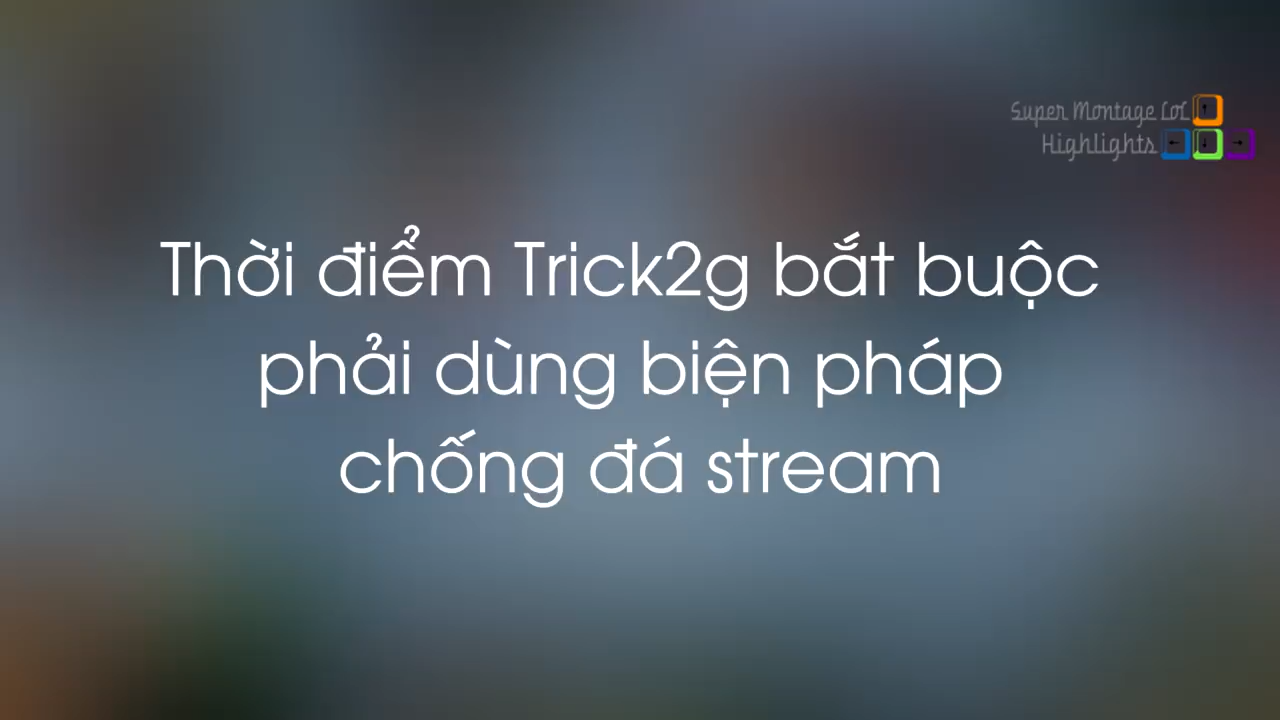 Super Montage LoL
Highlights
Thời điểm Trick2g bắt buộc
phải dùng biện pháp
chống đá stream